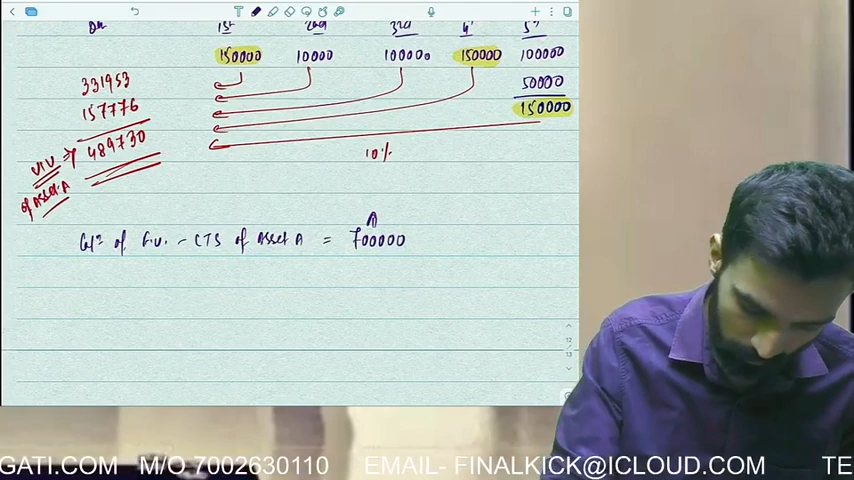 1st 2nd 3rd 4th 5th
150000 10000 100000 150000 100000
331953 50000
157776 150000
489730
VIU of Asset A
10%
A
of F.V. - CTS of Asset A = 700000
GATI.COM M/O 7002630110 EMAIL- FINALKICK@ICLOUD.COM TE